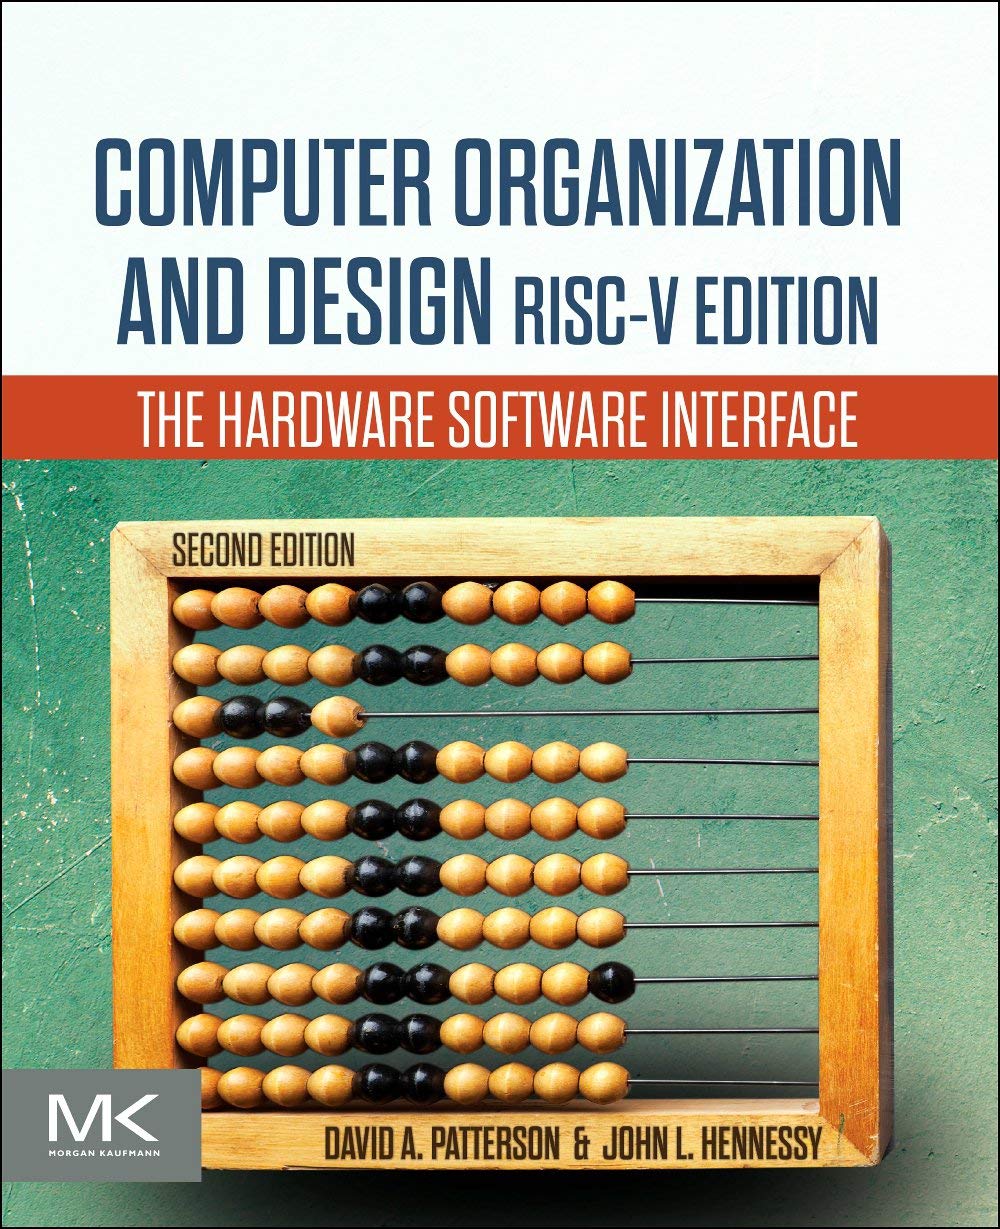 COMPUTER ORGANIZATION
AND DESIGN RISC-V EDITION
THE HARDWARE SOFTWARE INTERFACE
SECOND EDITION
MK
MORGAN KAUFMANN
DAVID A. PATTERSON & JOHN L. HENNESSY